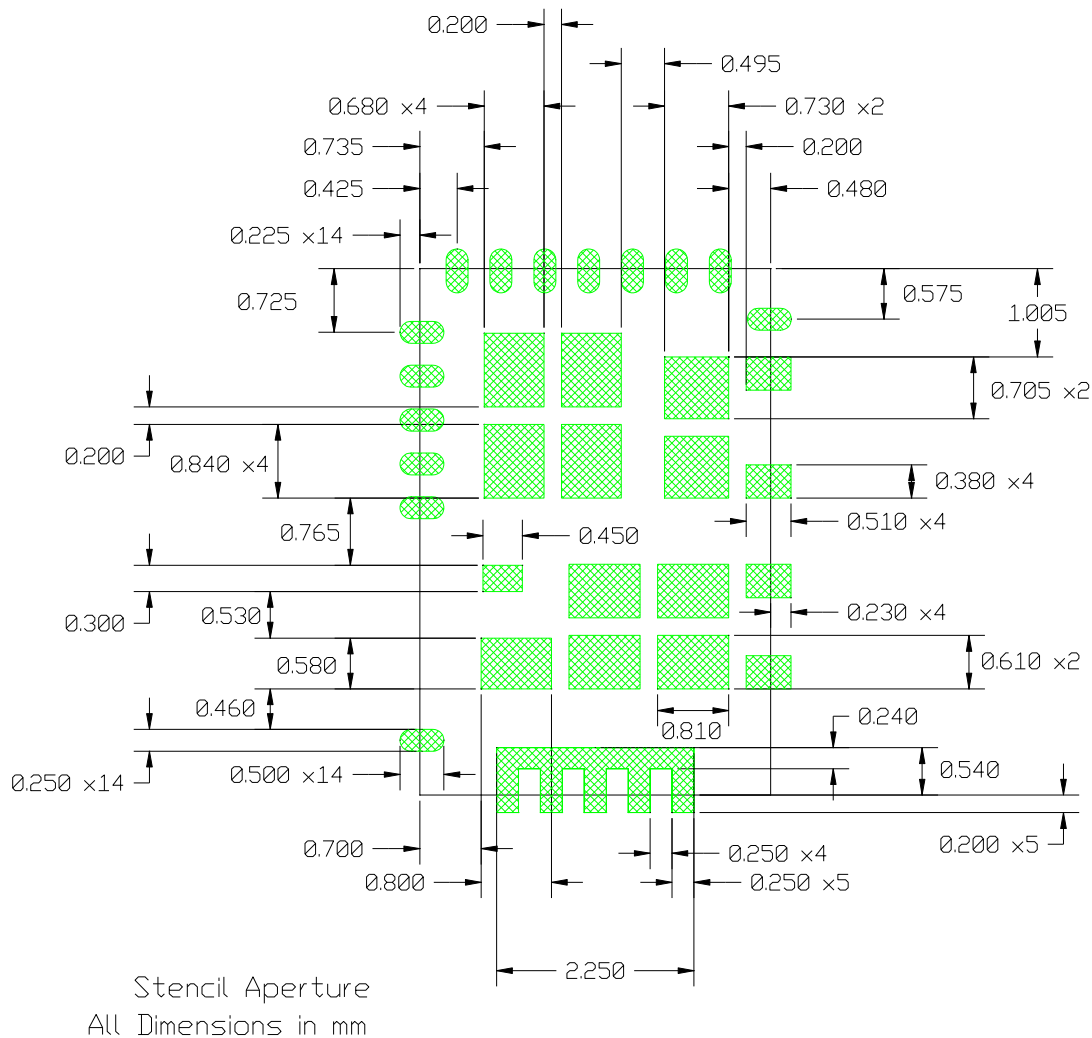 0.200
0.495
0.680 x4
0.730 x2
0.735
0.200
0.425
0.480
0.225 x14
0.725
0.575
1.005
0.705 x2
0.200
0.840 x4
0.380 x4
0.765
0.450
0.510 x4
0.300
0.530
0.230 x4
0.580
0.610 x2
0.460
0.810
0.240
0.250 x14
0.500 x14
0.540
0.700
0.250 x4
0.200 x5
0.800
0.250 x5
2.250
Stencil Aperture
All Dimensions in mm